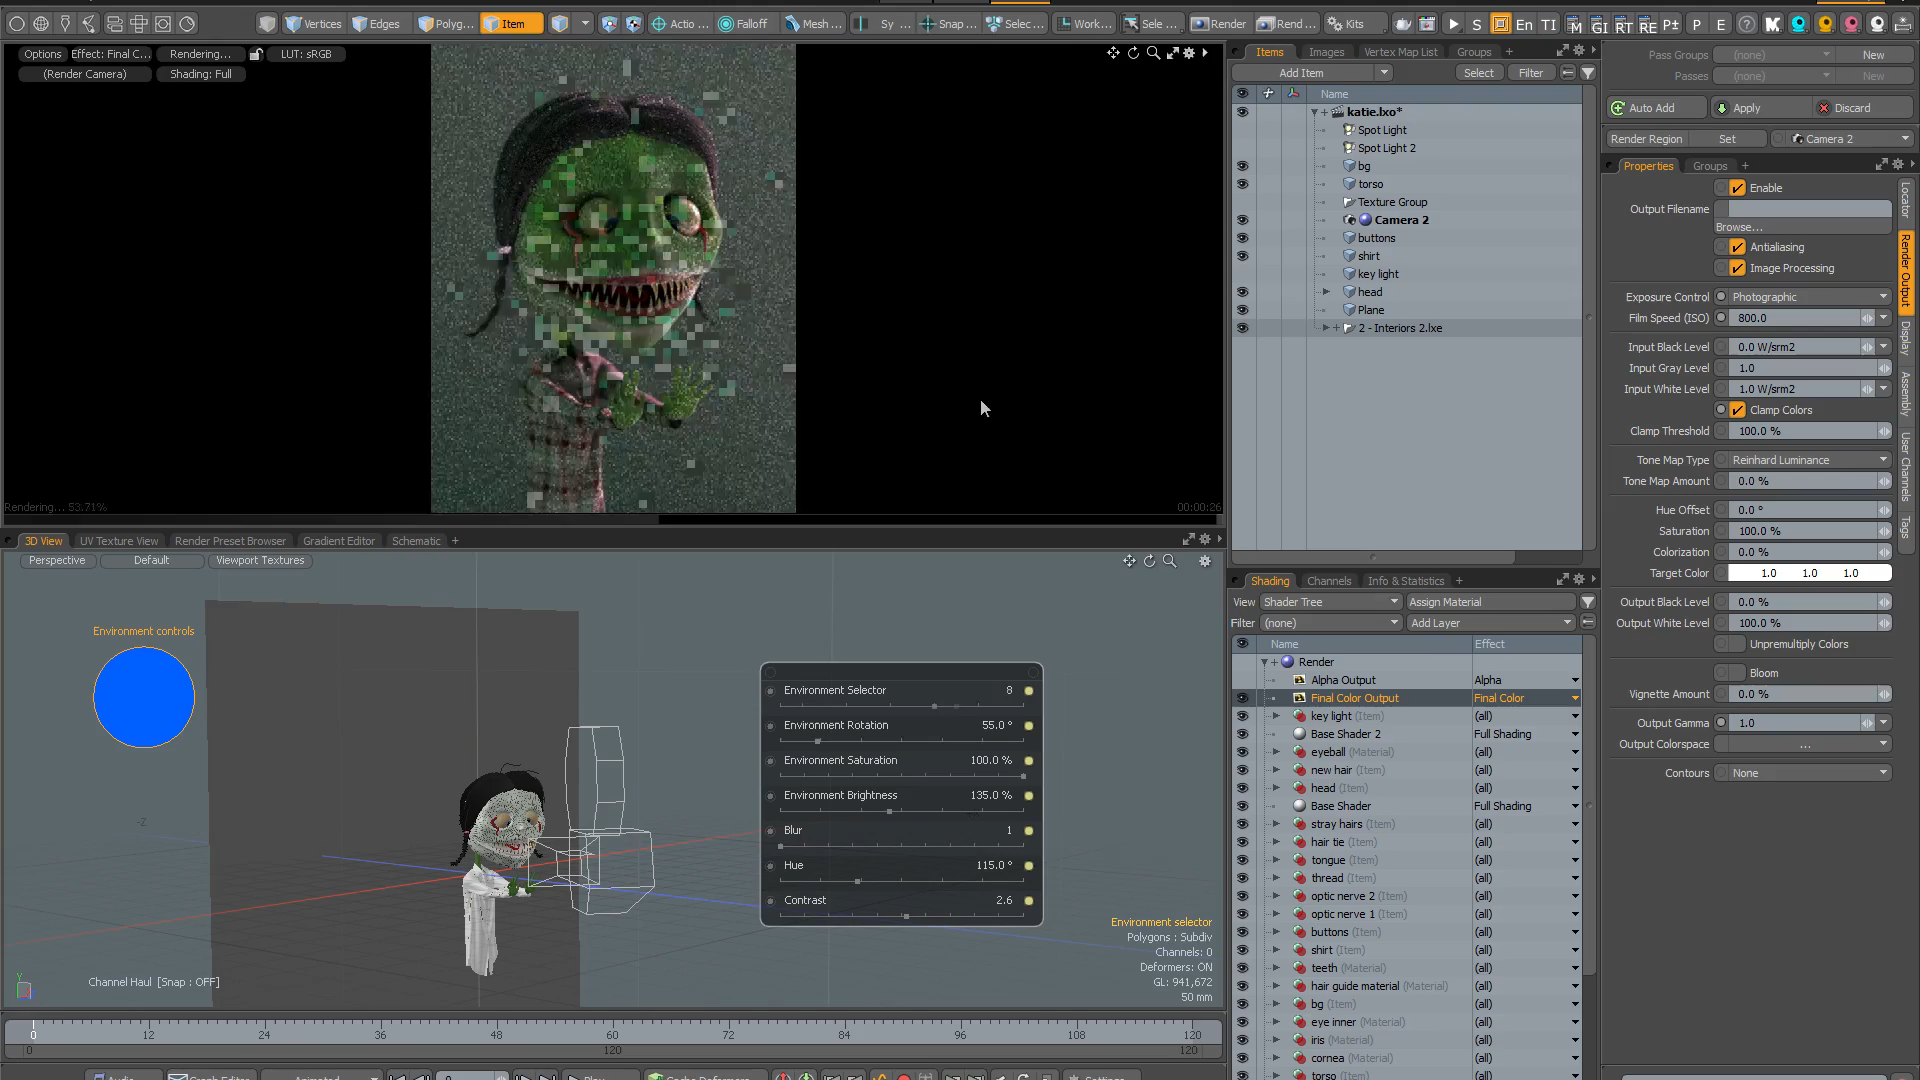 Vertices
Edges
Polyg...
Item
Actio ...
Falloff
Mesh ...
Sy ...
Snap ...
Selec ...
Work...
Sele ...
Render
Rend ...
Kits
S
En
TI
M
GI
RT
RE
P±
P
E
Options
Effect: Final C...
Rendering...
LUT: sRGB
(Render Camera)
Shading: Full
Rendering... 53.71%
00:00:26
3D View
UV Texture View
Render Preset Browser
Gradient Editor
Schematic
+
Perspective
Default
Viewport Textures
Environment controls
-Z
Environment Selector 8
Environment Rotation 55.0 °
Environment Saturation 100.0 %
Environment Brightness 135.0 %
Blur 1
Hue 115.0 °
Contrast 2.6
Environment selector
Polygons : Subdiv
Channels: 0
Deformers: ON
GL: 941,672
50 mm
Channel Haul [Snap : OFF]
Y
0 12 24 36 48 60 72 84 96 108 120
0 120 120
Audio
Graph Editor
Animated
0
Play
Cache Deformers
Settings
Items
Images
Vertex Map List
Groups
+
Add Item
Select
Filter
Name
katie.lxo*
Spot Light
Spot Light 2
bg
torso
Texture Group
Camera 2
buttons
shirt
key light
head
Plane
2 - Interiors 2.lxe
Shading
Channels
Info & Statistics
+
View Shader Tree
Assign Material
Filter (none)
Add Layer
Name Effect
Render
Alpha Output Alpha
Final Color Output Final Color
key light (Item) (all)
Base Shader 2 Full Shading
eyeball (Material) (all)
new hair (Item) (all)
head (Item) (all)
Base Shader Full Shading
stray hairs (Item) (all)
hair tie (Item) (all)
tongue (Item) (all)
thread (Item) (all)
optic nerve 2 (Item) (all)
optic nerve 1 (Item) (all)
buttons (Item) (all)
shirt (Item) (all)
teeth (Material) (all)
hair guide material (Material) (all)
bg (Item) (all)
eye inner (Material) (all)
iris (Material) (all)
cornea (Material) (all)
torso (Item) (all)
Pass Groups (none) New
Passes (none) New
Auto Add
Apply
Discard
Render Region
Set
Camera 2
Properties
Groups
+
Enable
Output Filename
Browse...
Antialiasing
Image Processing
Exposure Control Photographic
Film Speed (ISO) 800.0
Input Black Level 0.0 W/srm2
Input Gray Level 1.0
Input White Level 1.0 W/srm2
Clamp Colors
Clamp Threshold 100.0 %
Tone Map Type Reinhard Luminance
Tone Map Amount 0.0 %
Hue Offset 0.0 °
Saturation 100.0 %
Colorization 0.0 %
Target Color 1.0 1.0 1.0
Output Black Level 0.0 %
Output White Level 100.0 %
Unpremultiply Colors
Bloom
Vignette Amount 0.0 %
Output Gamma 1.0
Output Colorspace ...
Contours None
Locator
Render Output
Display
Assembly
User Channels
Tags